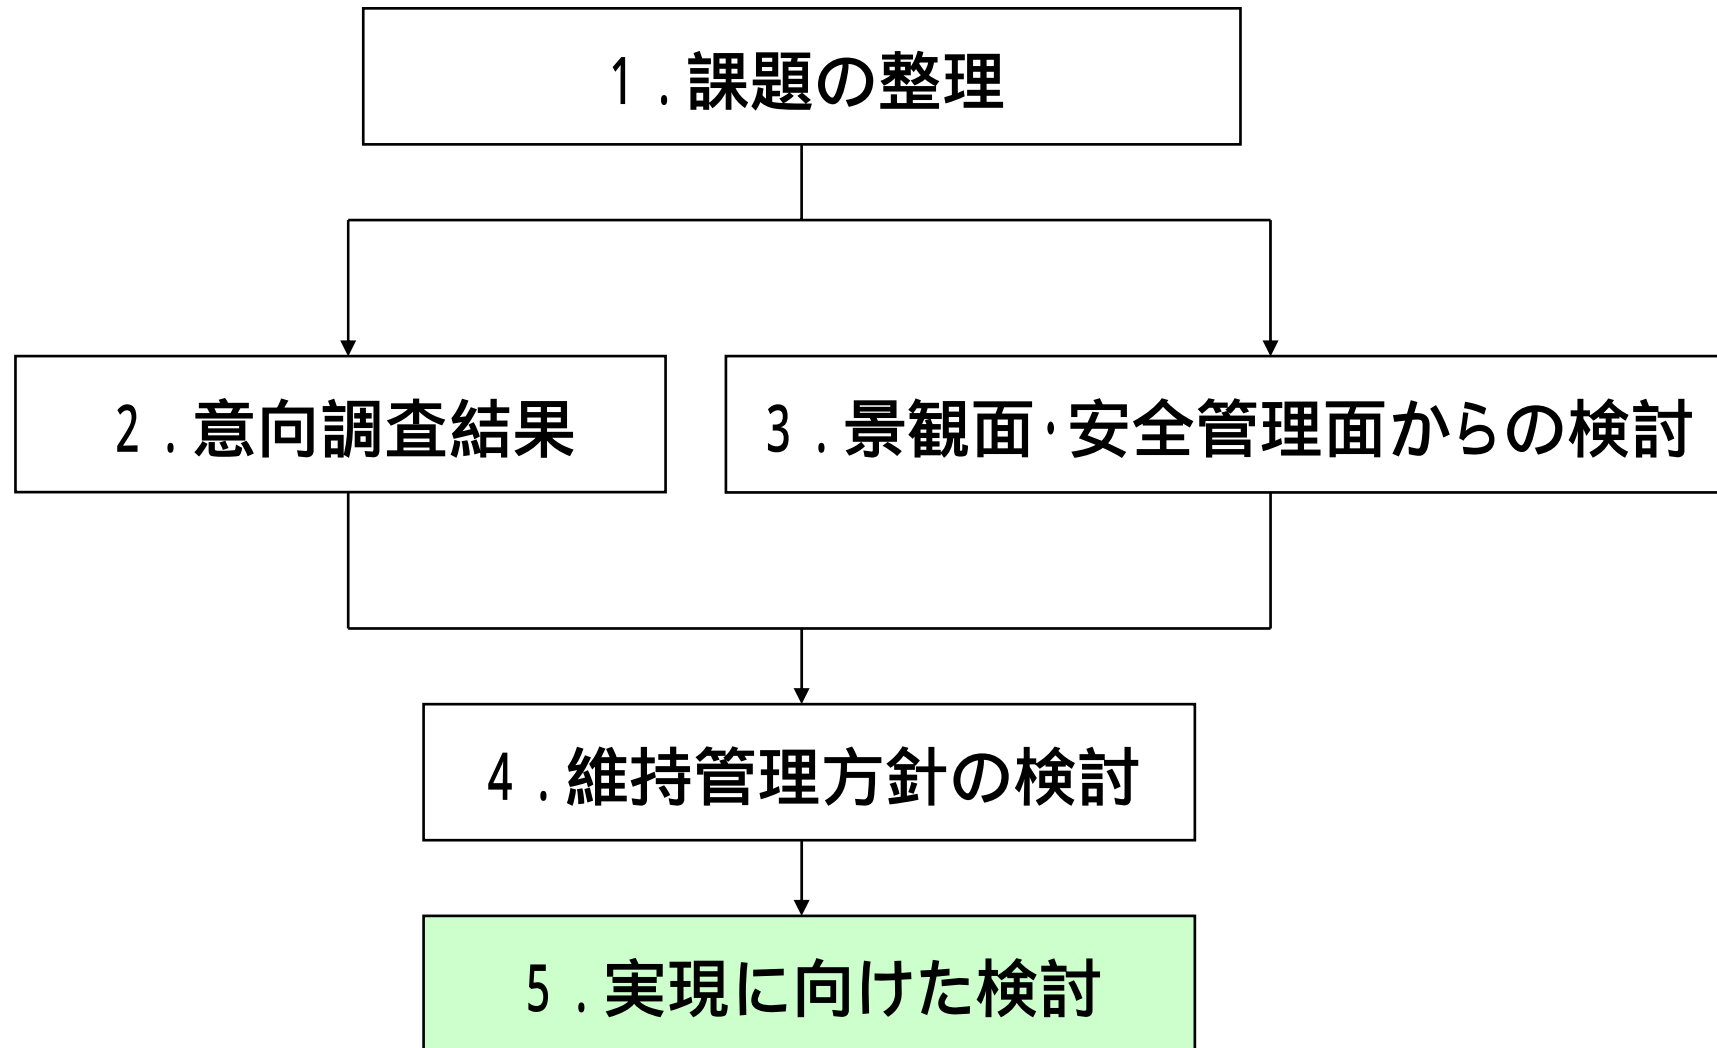 1．課題の整理
2．意向調査結果
3．景観面･安全管理面からの検討
4．維持管理方針の検討
5．実現に向けた検討